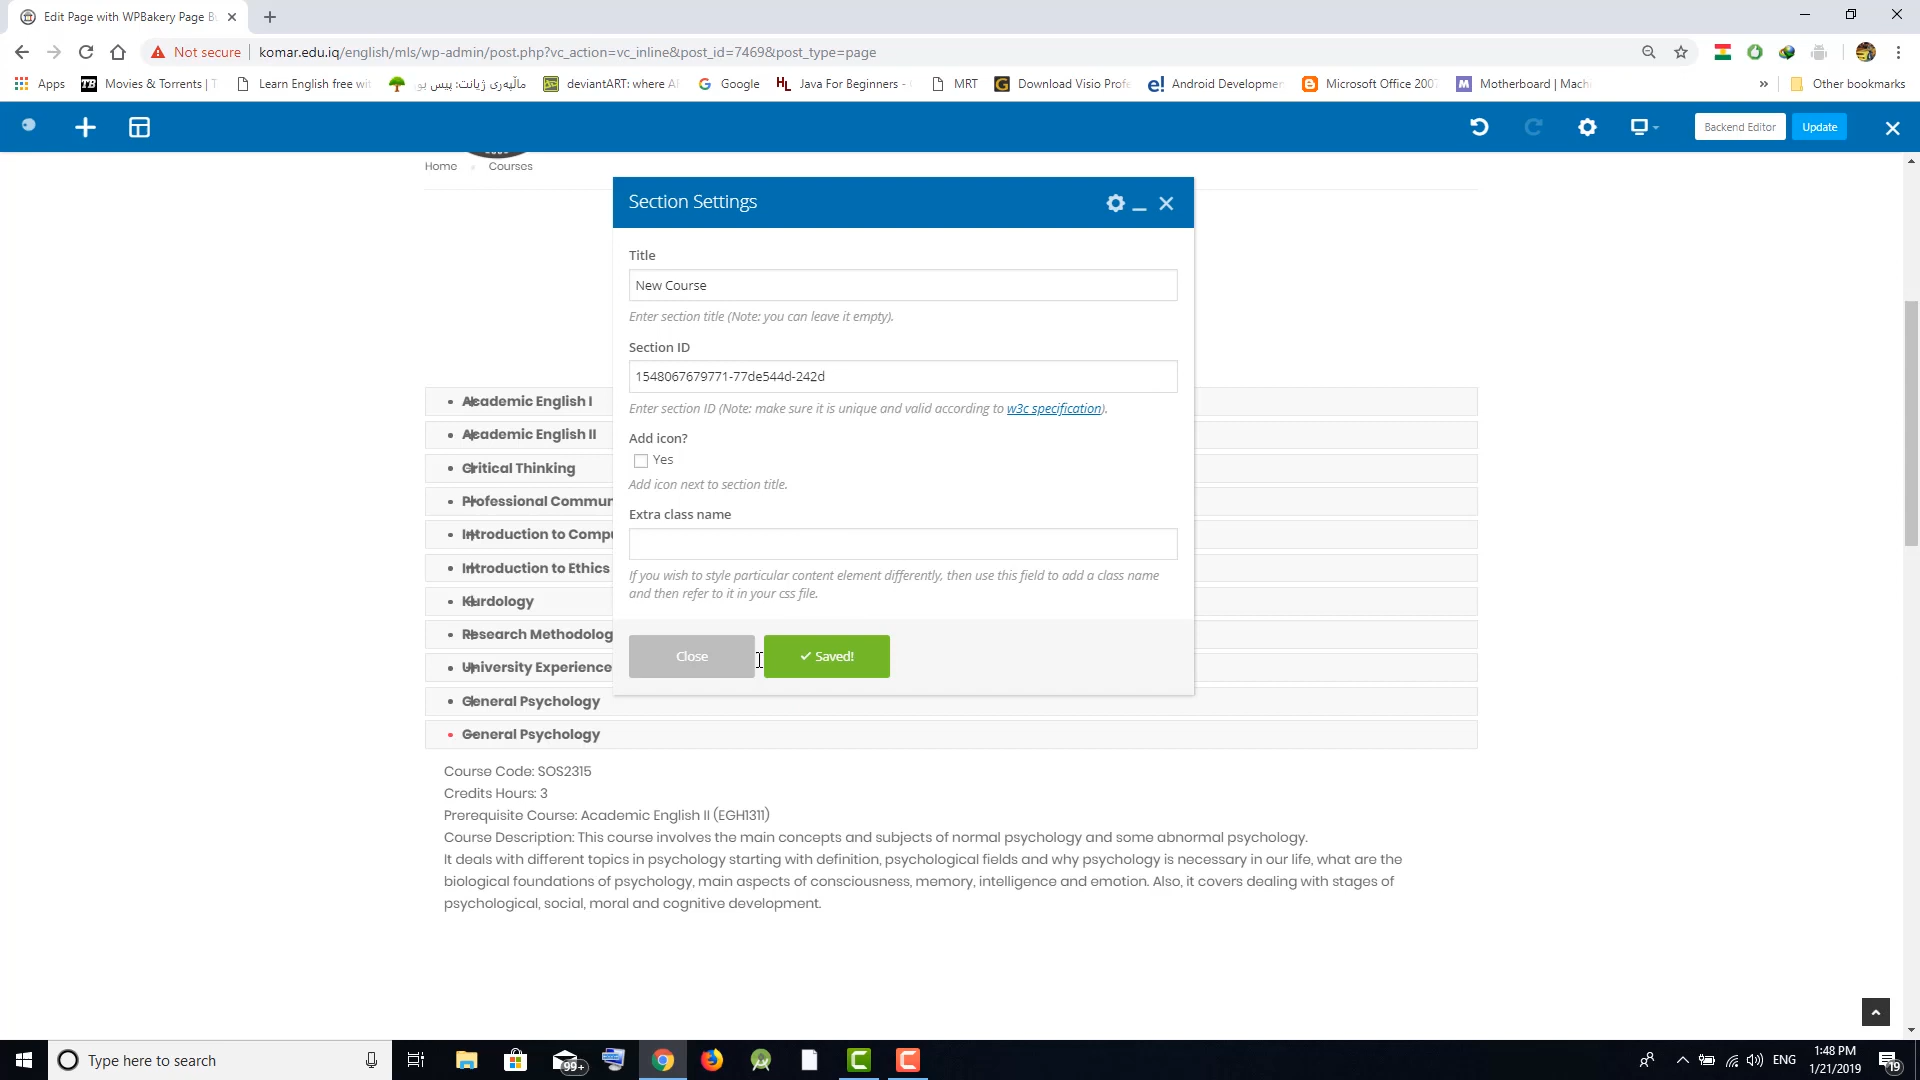 Edit Page with WPBakery Page Bu
Not secure
komar.edu.iq/english/mls/wp-admin/post.php?vc_action=vc_inline&post_id=7469&post_type=page
Apps
TB
Movies & Torrents | T
Learn English free wit
ماڵپەری ژیانت: پیس بو
deviantART: where A
Google
Java For Beginners -
MRT
Download Visio Profe
Android Developmen
Microsoft Office 2007
Motherboard | Mach
»
Other bookmarks
Backend Editor
Update
Home
Courses
Section Settings
Title
New Course
Enter section title (Note: you can leave it empty).
Section ID
1548067679771-77de544d-242d
Enter section ID (Note: make sure it is unique and valid according to w3c specification).
Add icon?
Yes
Add icon next to section title.
Extra class name
If you wish to style particular content element differently, then use this field to add a class name
and then refer to it in your css file.
Close
Saved!
Academic English I
Academic English II
Critical Thinking
Professional Commun
Introduction to Compu
Introduction to Ethics
Kurdology
Research Methodolog
University Experience
General Psychology
General Psychology
Course Code: SOS2315
Credits Hours: 3
Prerequisite Course: Academic English II (EGH1311)
Course Description: This course involves the main concepts and subjects of normal psychology and some abnormal psychology.
It deals with different topics in psychology starting with definition, psychological fields and why psychology is necessary in our life, what are the
biological foundations of psychology, main aspects of consciousness, memory, intelligence and emotion. Also, it covers dealing with stages of
psychological, social, moral and cognitive development.
Type here to search
99+
ENG
1:48 PM
1/21/2019
19